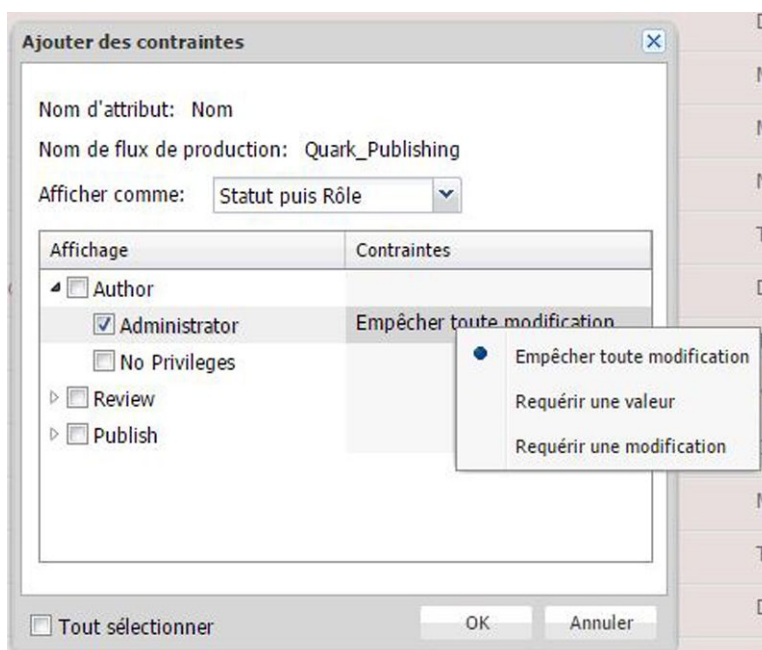 Ajouter des contraintes
Nom d'attribut: Nom
Nom de flux de production: Quark_Publishing
Afficher comme: Statut puis Rôle
Affichage Contraintes
Author
Administrator Empêcher toute modification
No Privileges
Review
Publish
Empêcher toute modification
Requérir une valeur
Requérir une modification
Tout sélectionner OK Annuler